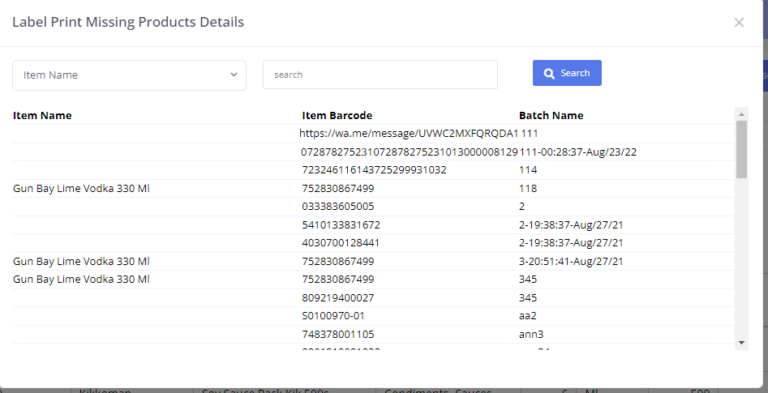 Label Print Missing Products Details
Item Name search Search
Item Name Item Barcode Batch Name
https://wa.me/message/UVWC2MXFQRQDA1 111
072878275231072878275231013000008129 111-00:28:37-Aug/23/22
723246116143725299931032 114
Gun Bay Lime Vodka 330 Ml 752830867499 118
033383605005 2
5410133831672 2-19:38:37-Aug/27/21
4030700128441 2-19:38:37-Aug/27/21
Gun Bay Lime Vodka 330 Ml 752830867499 3-20:51:41-Aug/27/21
Gun Bay Lime Vodka 330 Ml 752830867499 345
809219400027 345
S0100970-01 aa2
748378001105 ann3